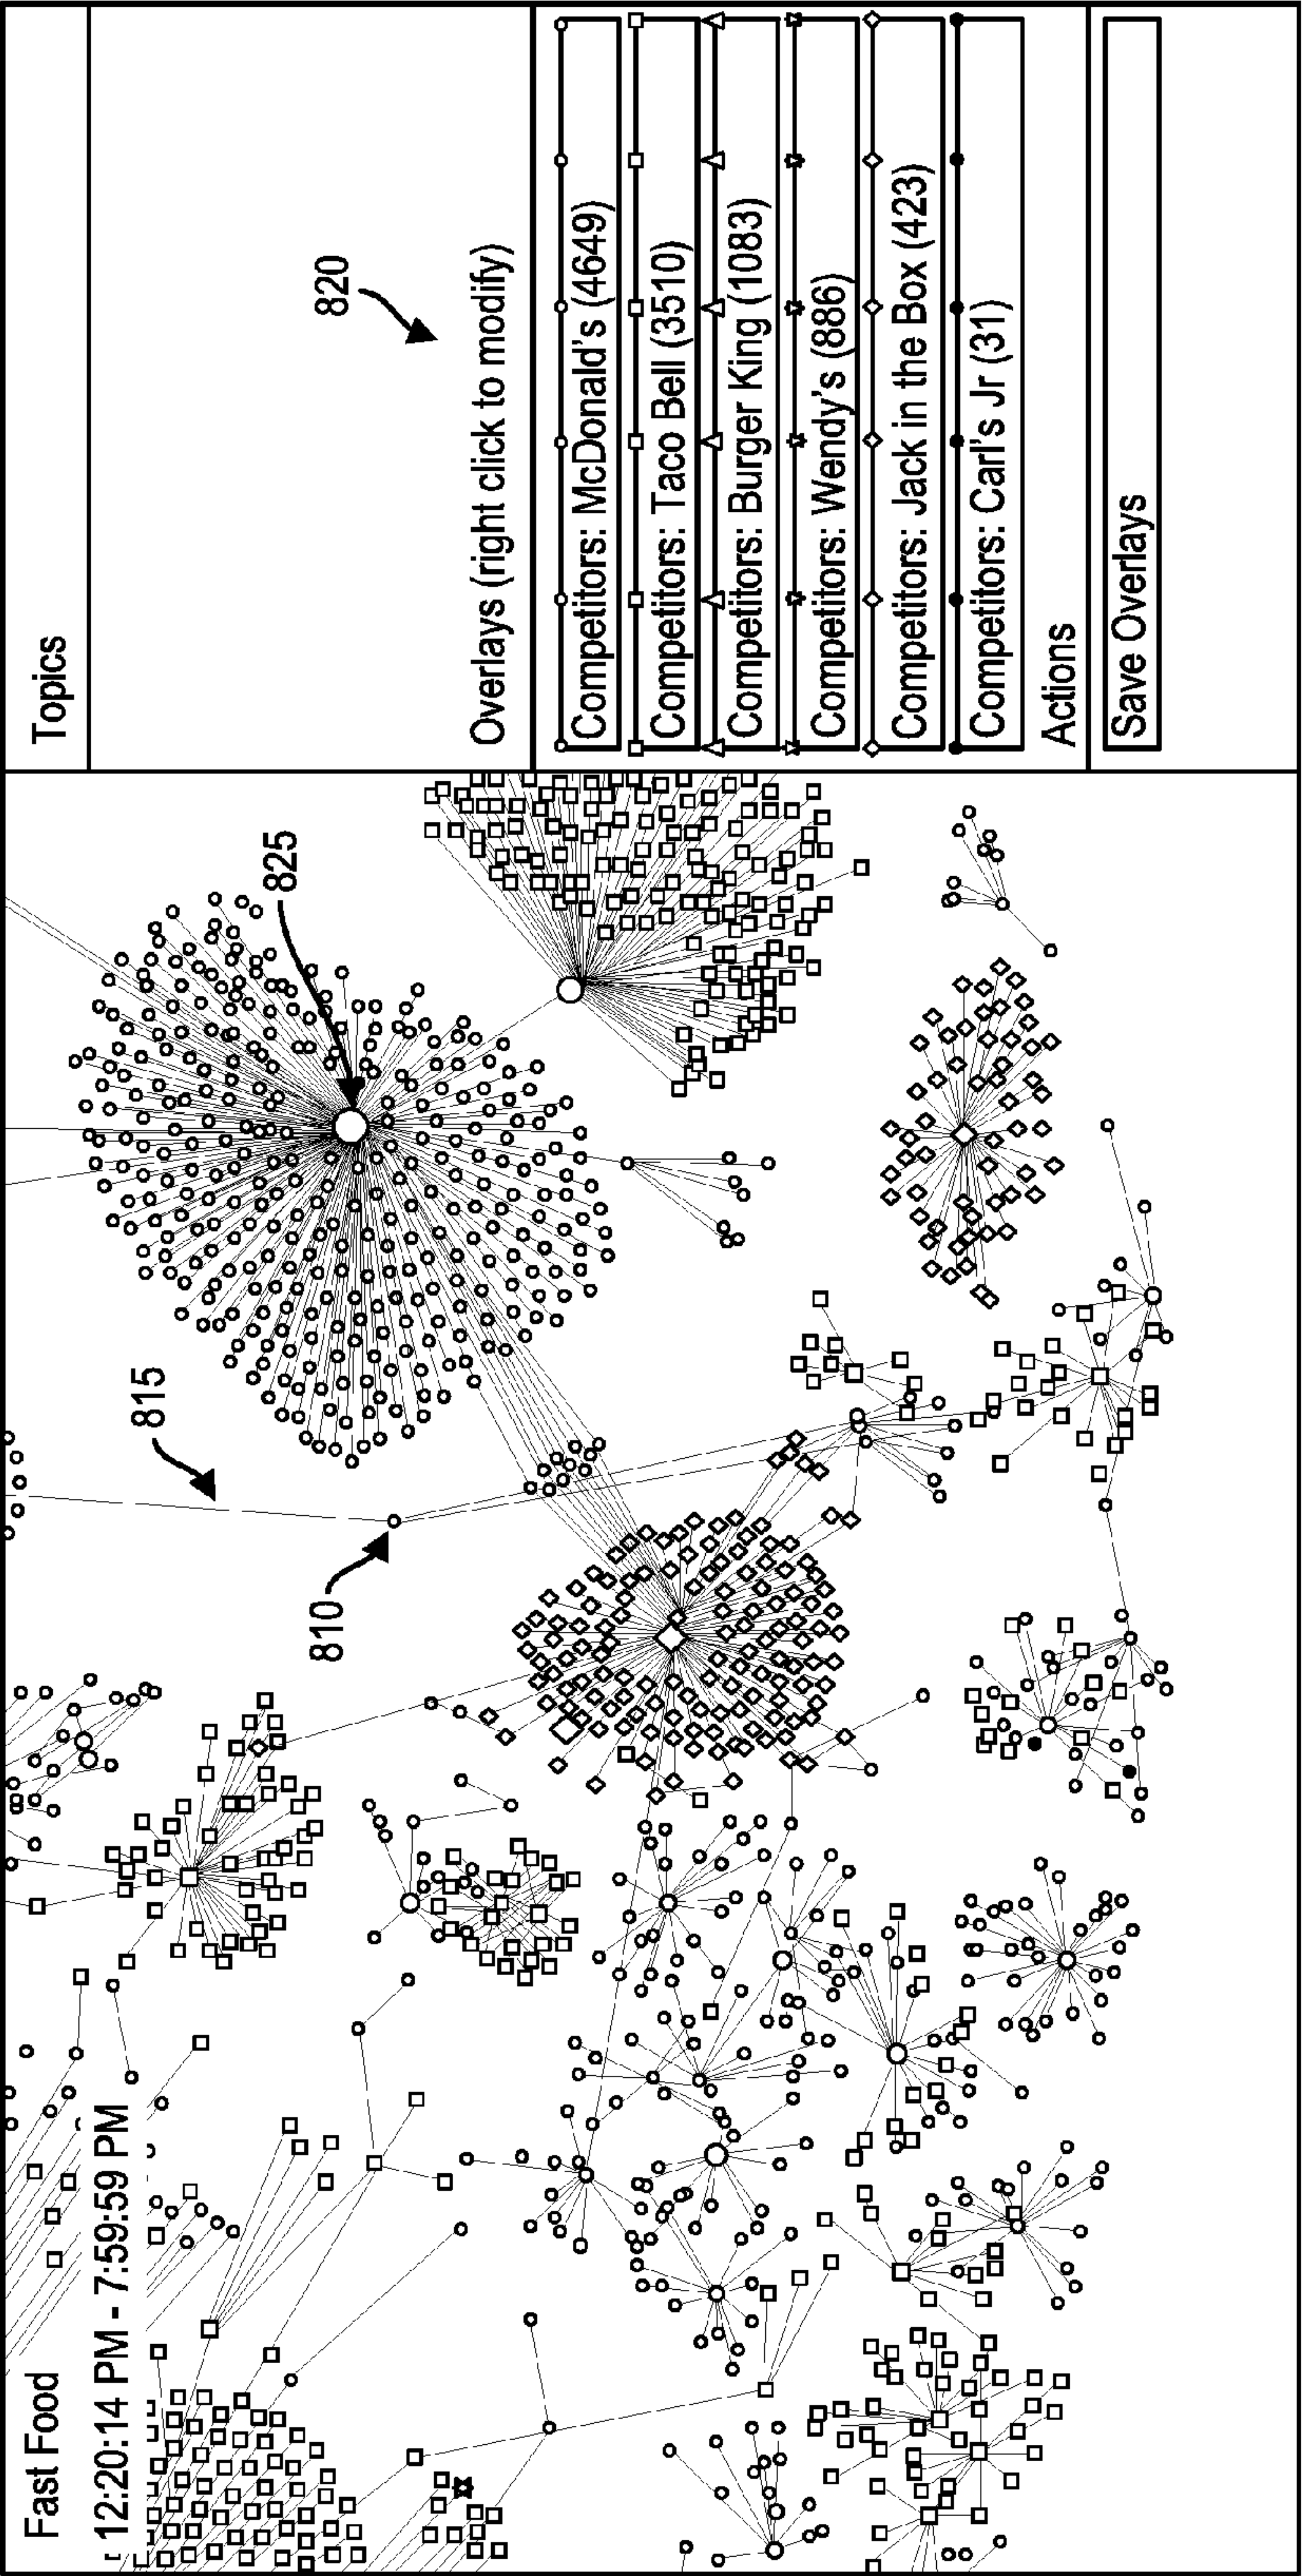 Fast Food
12:20:14 PM - 7:59:59 PM
815
825
810
Topics
820
Overlays (right click to modify)
Competitors: McDonald's (4649)
Competitors: Taco Bell (3510)
Competitors: Burger King (1083)
Competitors: Wendy's (886)
Competitors: Jack in the Box (423)
Competitors: Carl's Jr (31)
Actions
Save Overlays